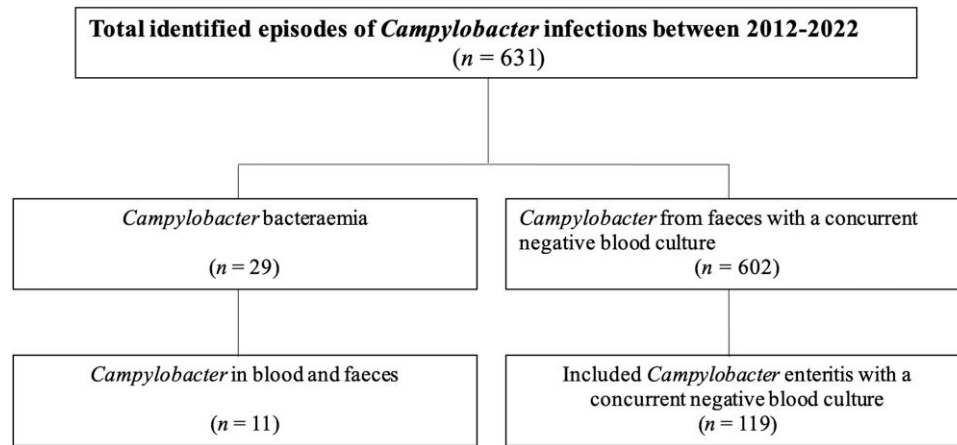 Total identified episodes of Campylobacter infections between 2012-2022
(n = 631)
Campylobacter bacteraemia
(n = 29)
Campylobacter from faeces with a concurrent
negative blood culture
(n = 602)
Campylobacter in blood and faeces
(n = 11)
Included Campylobacter enteritis with a
concurrent negative blood culture
(n = 119)